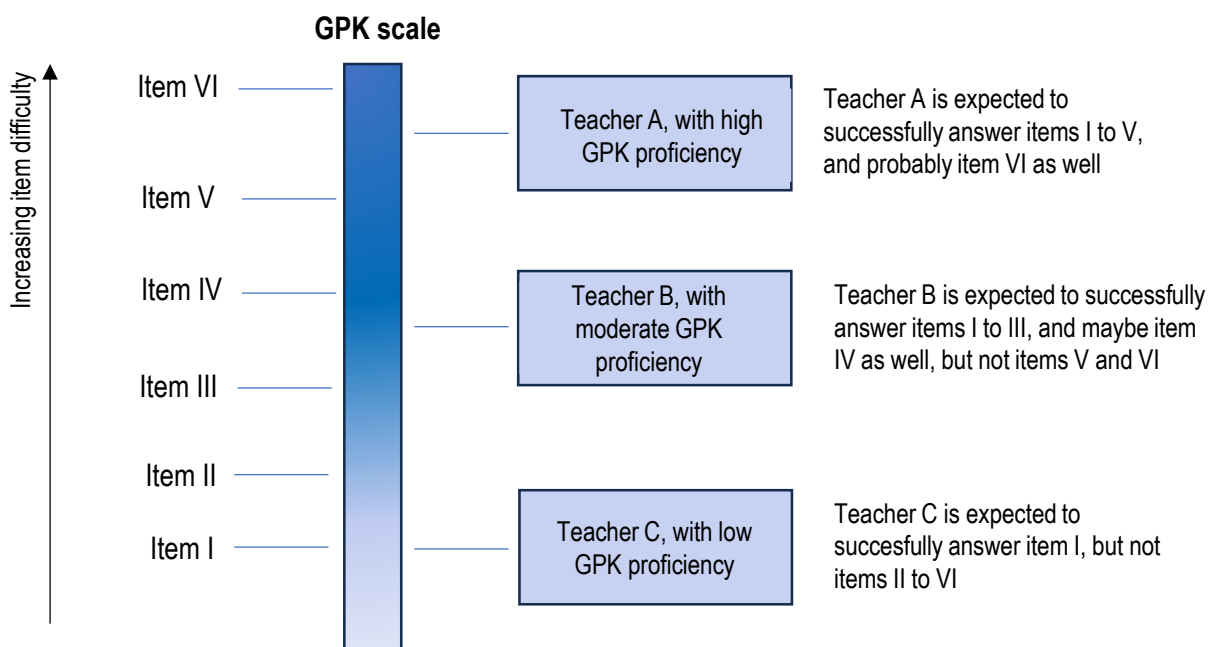 GPK scale
Increasing item difficulty
Item VI
Item V
Item IV
Item III
Item II
Item I
Teacher A, with high
GPK proficiency
Teacher A is expected to
successfully answer items I to V,
and probably item VI as well
Teacher B, with
moderate GPK
proficiency
Teacher B is expected to successfully
answer items I to III, and maybe item
IV as well, but not items V and VI
Teacher C, with low
GPK proficiency
Teacher C is expected to
succesfully answer item I, but not
items II to VI